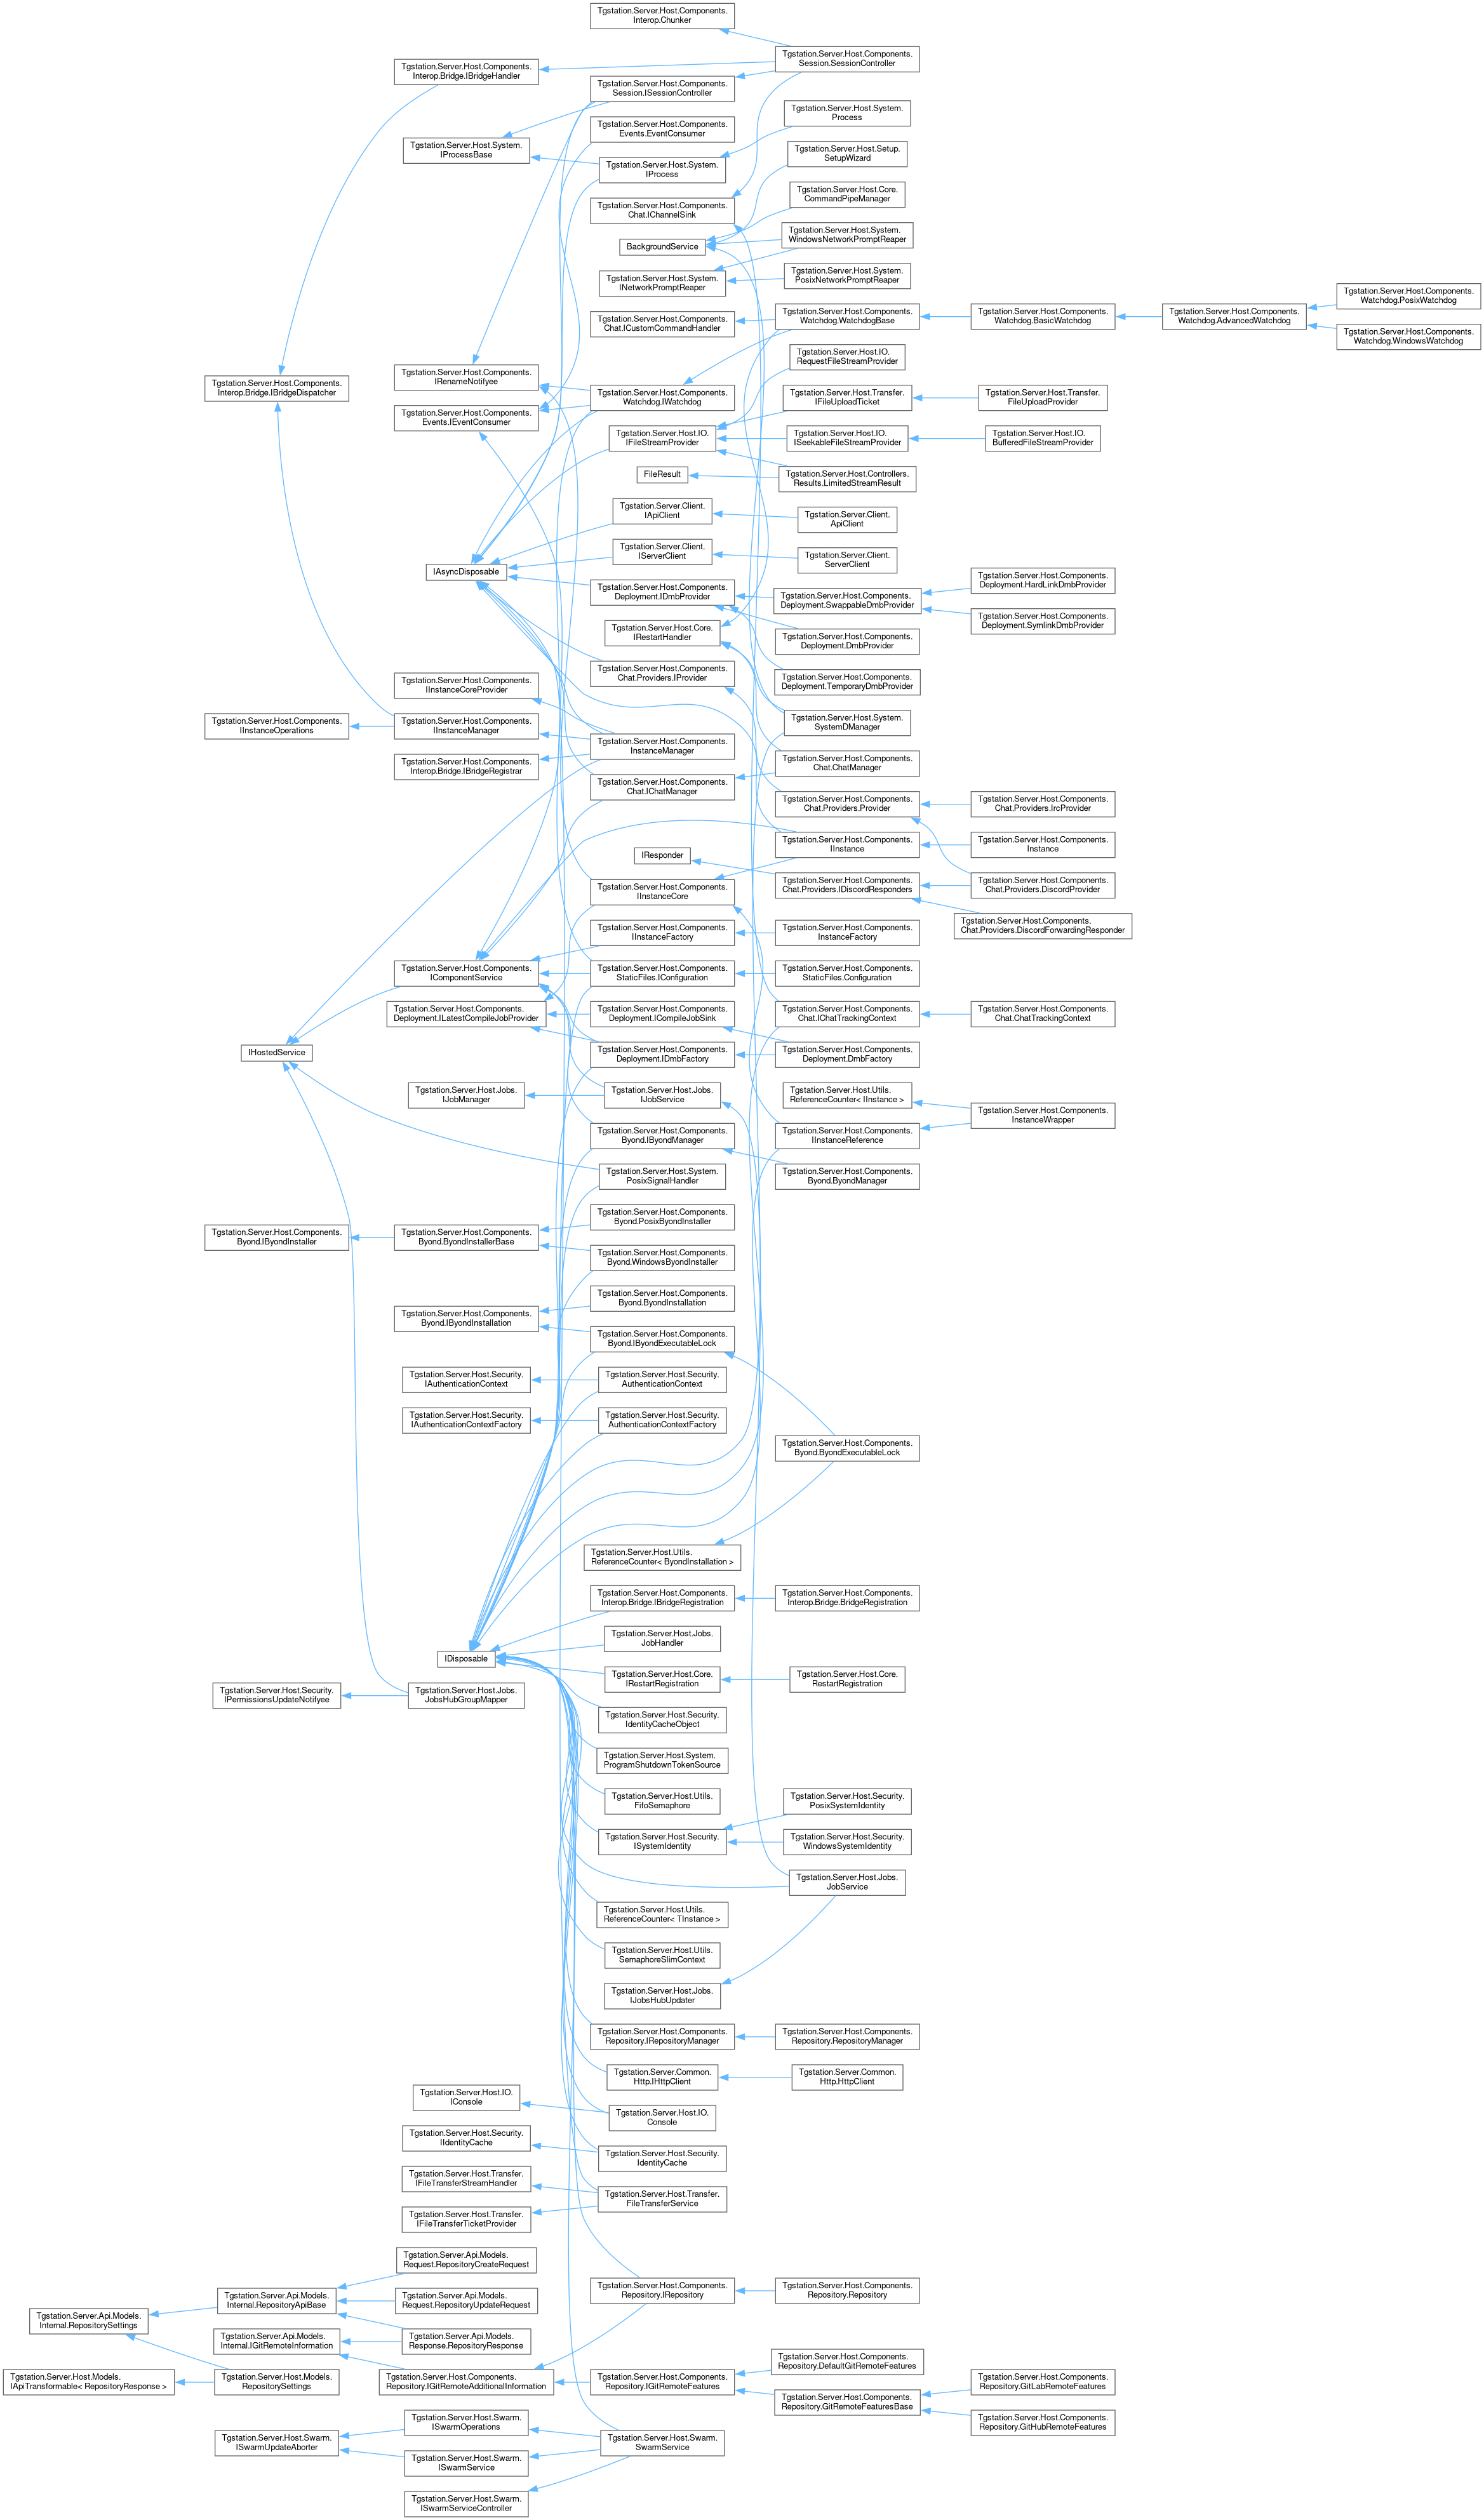 Tgstation.Server.Host.Components.
Interop.Chunker
Tgstation.Server.Host.Components.
Session.SessionController
Tgstation.Server.Host.Components.
Interop.Bridge.IBridgeHandler
Tgstation.Server.Host.Components.
Session.ISessionController
Tgstation.Server.Host.System.
Process
Tgstation.Server.Host.Components.
Events.EventConsumer
Tgstation.Server.Host.System.
IProcessBase
Tgstation.Server.Host.Setup.
SetupWizard
Tgstation.Server.Host.System.
IProcess
Tgstation.Server.Host.Core.
CommandPipeManager
Tgstation.Server.Host.Components.
Chat.IChannelSink
Tgstation.Server.Host.System.
WindowsNetworkPromptReaper
BackgroundService
Tgstation.Server.Host.System.
PosixNetworkPromptReaper
Tgstation.Server.Host.System.
INetworkPromptReaper
Tgstation.Server.Host.Components.
Watchdog.PosixWatchdog
Tgstation.Server.Host.Components.
Chat.ICustomCommandHandler
Tgstation.Server.Host.Components.
Watchdog.WatchdogBase
Tgstation.Server.Host.Components.
Watchdog.BasicWatchdog
Tgstation.Server.Host.Components.
Watchdog.AdvancedWatchdog
Tgstation.Server.Host.Components.
Watchdog.WindowsWatchdog
Tgstation.Server.Host.IO.
RequestFileStreamProvider
Tgstation.Server.Host.Components.
IRenameNotifyee
Tgstation.Server.Host.Components.
Interop.Bridge.IBridgeDispatcher
Tgstation.Server.Host.Components.
Watchdog.IWatchdog
Tgstation.Server.Host.Transfer.
IFileUploadTicket
Tgstation.Server.Host.Transfer.
FileUploadProvider
Tgstation.Server.Host.Components.
Events.IEventConsumer
Tgstation.Server.Host.IO.
IFileStreamProvider
Tgstation.Server.Host.IO.
ISeekableFileStreamProvider
Tgstation.Server.Host.IO.
BufferedFileStreamProvider
FileResult
Tgstation.Server.Host.Controllers.
Results.LimitedStreamResult
Tgstation.Server.Client.
IApiClient
Tgstation.Server.Client.
ApiClient
Tgstation.Server.Client.
IServerClient
Tgstation.Server.Client.
ServerClient
IAsyncDisposable
Tgstation.Server.Host.Components.
Deployment.IDmbProvider
Tgstation.Server.Host.Components.
Deployment.SwappableDmbProvider
Tgstation.Server.Host.Components.
Deployment.HardLinkDmbProvider
Tgstation.Server.Host.Components.
Deployment.SymlinkDmbProvider
Tgstation.Server.Host.Core.
IRestartHandler
Tgstation.Server.Host.Components.
Deployment.DmbProvider
Tgstation.Server.Host.Components.
Chat.Providers.IProvider
Tgstation.Server.Host.Components.
Deployment.TemporaryDmbProvider
Tgstation.Server.Host.Components.
IInstanceCoreProvider
Tgstation.Server.Host.System.
SystemDManager
Tgstation.Server.Host.Components.
IInstanceOperations
Tgstation.Server.Host.Components.
IInstanceManager
Tgstation.Server.Host.Components.
InstanceManager
Tgstation.Server.Host.Components.
Interop.Bridge.IBridgeRegistrar
Tgstation.Server.Host.Components.
Chat.ChatManager
Tgstation.Server.Host.Components.
Chat.IChatManager
Tgstation.Server.Host.Components.
Chat.Providers.Provider
Tgstation.Server.Host.Components.
Chat.Providers.IrcProvider
IResponder
Tgstation.Server.Host.Components.
IInstance
Tgstation.Server.Host.Components.
Instance
Tgstation.Server.Host.Components.
IInstanceCore
Tgstation.Server.Host.Components.
Chat.Providers.IDiscordResponders
Tgstation.Server.Host.Components.
Chat.Providers.DiscordProvider
Tgstation.Server.Host.Components.
Chat.Providers.DiscordForwardingResponder
Tgstation.Server.Host.Components.
IInstanceFactory
Tgstation.Server.Host.Components.
InstanceFactory
Tgstation.Server.Host.Components.
IComponentService
Tgstation.Server.Host.Components.
StaticFiles.IConfiguration
Tgstation.Server.Host.Components.
StaticFiles.Configuration
Tgstation.Server.Host.Components.
Deployment.ILatestCompileJobProvider
Tgstation.Server.Host.Components.
Deployment.ICompileJobSink
Tgstation.Server.Host.Components.
Chat.IChatTrackingContext
Tgstation.Server.Host.Components.
Chat.ChatTrackingContext
IHostedService
Tgstation.Server.Host.Components.
Deployment.IDmbFactory
Tgstation.Server.Host.Components.
Deployment.DmbFactory
Tgstation.Server.Host.Jobs.
IJobManager
Tgstation.Server.Host.Jobs.
IJobService
Tgstation.Server.Host.Utils.
ReferenceCounter< IInstance >
Tgstation.Server.Host.Components.
InstanceWrapper
Tgstation.Server.Host.Components.
Byond.IByondManager
Tgstation.Server.Host.Components.
IInstanceReference
Tgstation.Server.Host.System.
PosixSignalHandler
Tgstation.Server.Host.Components.
Byond.ByondManager
Tgstation.Server.Host.Components.
Byond.IByondInstaller
Tgstation.Server.Host.Components.
Byond.ByondInstallerBase
Tgstation.Server.Host.Components.
Byond.PosixByondInstaller
Tgstation.Server.Host.Components.
Byond.WindowsByondInstaller
Tgstation.Server.Host.Components.
Byond.ByondInstallation
Tgstation.Server.Host.Components.
Byond.IByondInstallation
Tgstation.Server.Host.Components.
Byond.IByondExecutableLock
Tgstation.Server.Host.Security.
IAuthenticationContext
Tgstation.Server.Host.Security.
AuthenticationContext
Tgstation.Server.Host.Security.
IAuthenticationContextFactory
Tgstation.Server.Host.Security.
AuthenticationContextFactory
Tgstation.Server.Host.Components.
Byond.ByondExecutableLock
Tgstation.Server.Host.Utils.
ReferenceCounter< ByondInstallation >
Tgstation.Server.Host.Components.
Interop.Bridge.IBridgeRegistration
Tgstation.Server.Host.Components.
Interop.Bridge.BridgeRegistration
Tgstation.Server.Host.Jobs.
JobHandler
IDisposable
Tgstation.Server.Host.Core.
IRestartRegistration
Tgstation.Server.Host.Core.
RestartRegistration
Tgstation.Server.Host.Security.
IPermissionsUpdateNotifyee
Tgstation.Server.Host.Jobs.
JobsHubGroupMapper
Tgstation.Server.Host.Security.
IdentityCacheObject
Tgstation.Server.Host.System.
ProgramShutdownTokenSource
Tgstation.Server.Host.Utils.
FifoSemaphore
Tgstation.Server.Host.Security.
PosixSystemIdentity
Tgstation.Server.Host.Security.
ISystemIdentity
Tgstation.Server.Host.Security.
WindowsSystemIdentity
Tgstation.Server.Host.Jobs.
JobService
Tgstation.Server.Host.Utils.
ReferenceCounter< TInstance >
Tgstation.Server.Host.Utils.
SemaphoreSlimContext
Tgstation.Server.Host.Jobs.
IJobsHubUpdater
Tgstation.Server.Host.Components.
Repository.IRepositoryManager
Tgstation.Server.Host.Components.
Repository.RepositoryManager
Tgstation.Server.Common.
Http.IHttpClient
Tgstation.Server.Common.
Http.HttpClient
Tgstation.Server.Host.IO.
IConsole
Tgstation.Server.Host.IO.
Console
Tgstation.Server.Host.Security.
IIdentityCache
Tgstation.Server.Host.Security.
IdentityCache
Tgstation.Server.Host.Transfer.
IFileTransferStreamHandler
Tgstation.Server.Host.Transfer.
FileTransferService
Tgstation.Server.Host.Transfer.
IFileTransferTicketProvider
Tgstation.Server.Api.Models.
Request.RepositoryCreateRequest
Tgstation.Server.Api.Models.
Internal.RepositoryApiBase
Tgstation.Server.Api.Models.
Request.RepositoryUpdateRequest
Tgstation.Server.Host.Components.
Repository.IRepository
Tgstation.Server.Host.Components.
Repository.Repository
Tgstation.Server.Api.Models.
Internal.RepositorySettings
Tgstation.Server.Api.Models.
Internal.IGitRemoteInformation
Tgstation.Server.Api.Models.
Response.RepositoryResponse
Tgstation.Server.Host.Components.
Repository.DefaultGitRemoteFeatures
Tgstation.Server.Host.Models.
IApiTransformable< RepositoryResponse >
Tgstation.Server.Host.Models.
RepositorySettings
Tgstation.Server.Host.Components.
Repository.IGitRemoteAdditionalInformation
Tgstation.Server.Host.Components.
Repository.IGitRemoteFeatures
Tgstation.Server.Host.Components.
Repository.GitLabRemoteFeatures
Tgstation.Server.Host.Components.
Repository.GitRemoteFeaturesBase
Tgstation.Server.Host.Components.
Repository.GitHubRemoteFeatures
Tgstation.Server.Host.Swarm.
ISwarmOperations
Tgstation.Server.Host.Swarm.
ISwarmUpdateAborter
Tgstation.Server.Host.Swarm.
SwarmService
Tgstation.Server.Host.Swarm.
ISwarmService
Tgstation.Server.Host.Swarm.
ISwarmServiceController